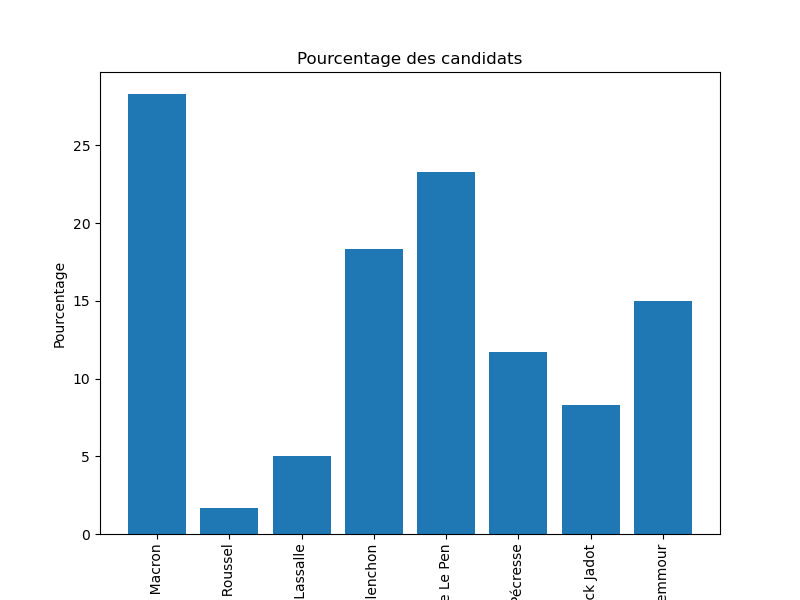 Pourcentage des candidats
Pourcentage
25
20
15
10
5
0
Macron
Roussel
Lassalle
lenchon
e Le Pen
Pécresse
ck Jadot
emmour